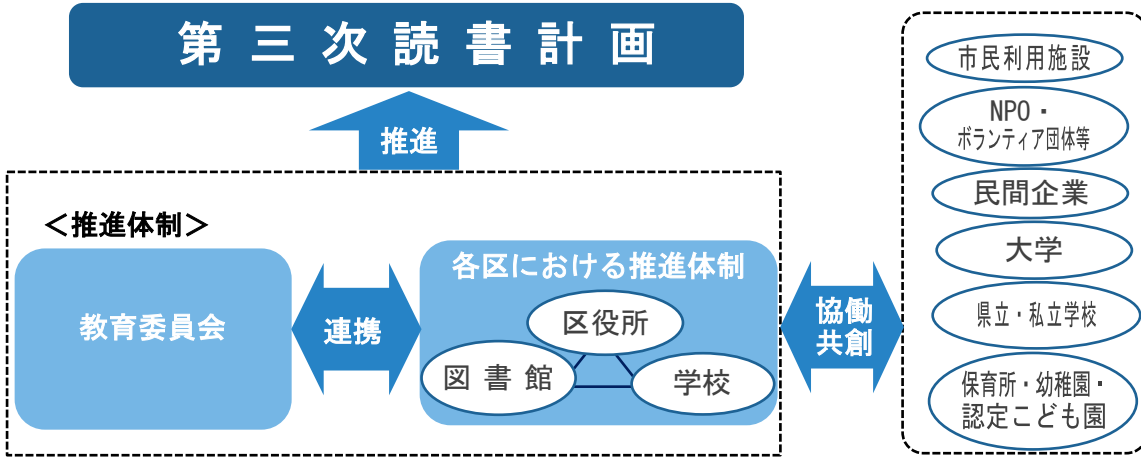 第三次読書計画
推進
＜推進体制＞
教育委員会
連携
各区における推進体制
区役所
図書館
学校
協働
共創
市民利用施設
NPO・
ボランティア団体等
民間企業
大学
県立・私立学校
保育所・幼稚園・
認定こども園